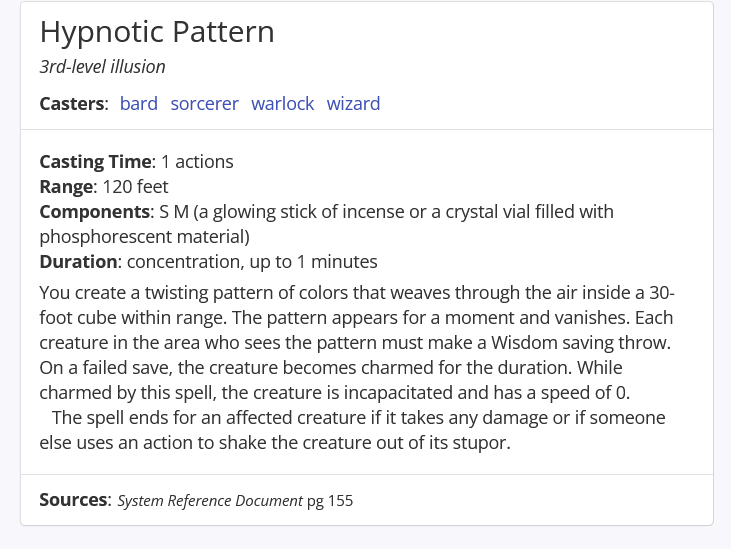 Hypnotic Pattern
3rd-level illusion
Casters: bard sorcerer warlock wizard
Casting Time: 1 actions
Range: 120 feet
Components: S M (a glowing stick of incense or a crystal vial filled with
phosphorescent material)
Duration: concentration, up to 1 minutes
You create a twisting pattern of colors that weaves through the air inside a 30-
foot cube within range. The pattern appears for a moment and vanishes. Each
creature in the area who sees the pattern must make a Wisdom saving throw.
On a failed save, the creature becomes charmed for the duration. While
charmed by this spell, the creature is incapacitated and has a speed of 0.
The spell ends for an affected creature if it takes any damage or if someone
else uses an action to shake the creature out of its stupor.
Sources: System Reference Document pg 155